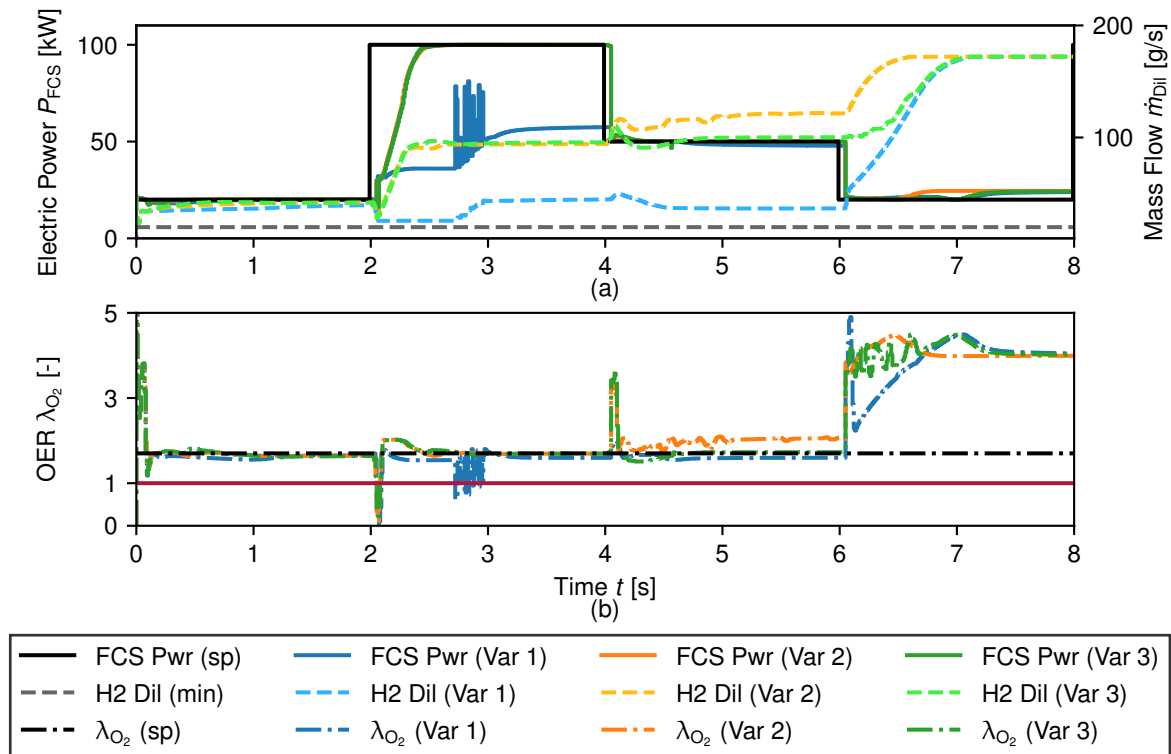 Electric Power P_FCS [kW]
100
50
0
200
100
0
Mass Flow ṁ_Dil [g/s]
0 1 2 3 4 5 6 7 8
(a)
OER λ_O₂ [-]
5
3
1
0
0 1 2 3 4 5 6 7 8
Time t [s]
(b)
FCS Pwr (sp) FCS Pwr (Var 1) FCS Pwr (Var 2) FCS Pwr (Var 3)
H2 Dil (min) H2 Dil (Var 1) H2 Dil (Var 2) H2 Dil (Var 3)
λ_O₂ (sp) λ_O₂ (Var 1) λ_O₂ (Var 2) λ_O₂ (Var 3)